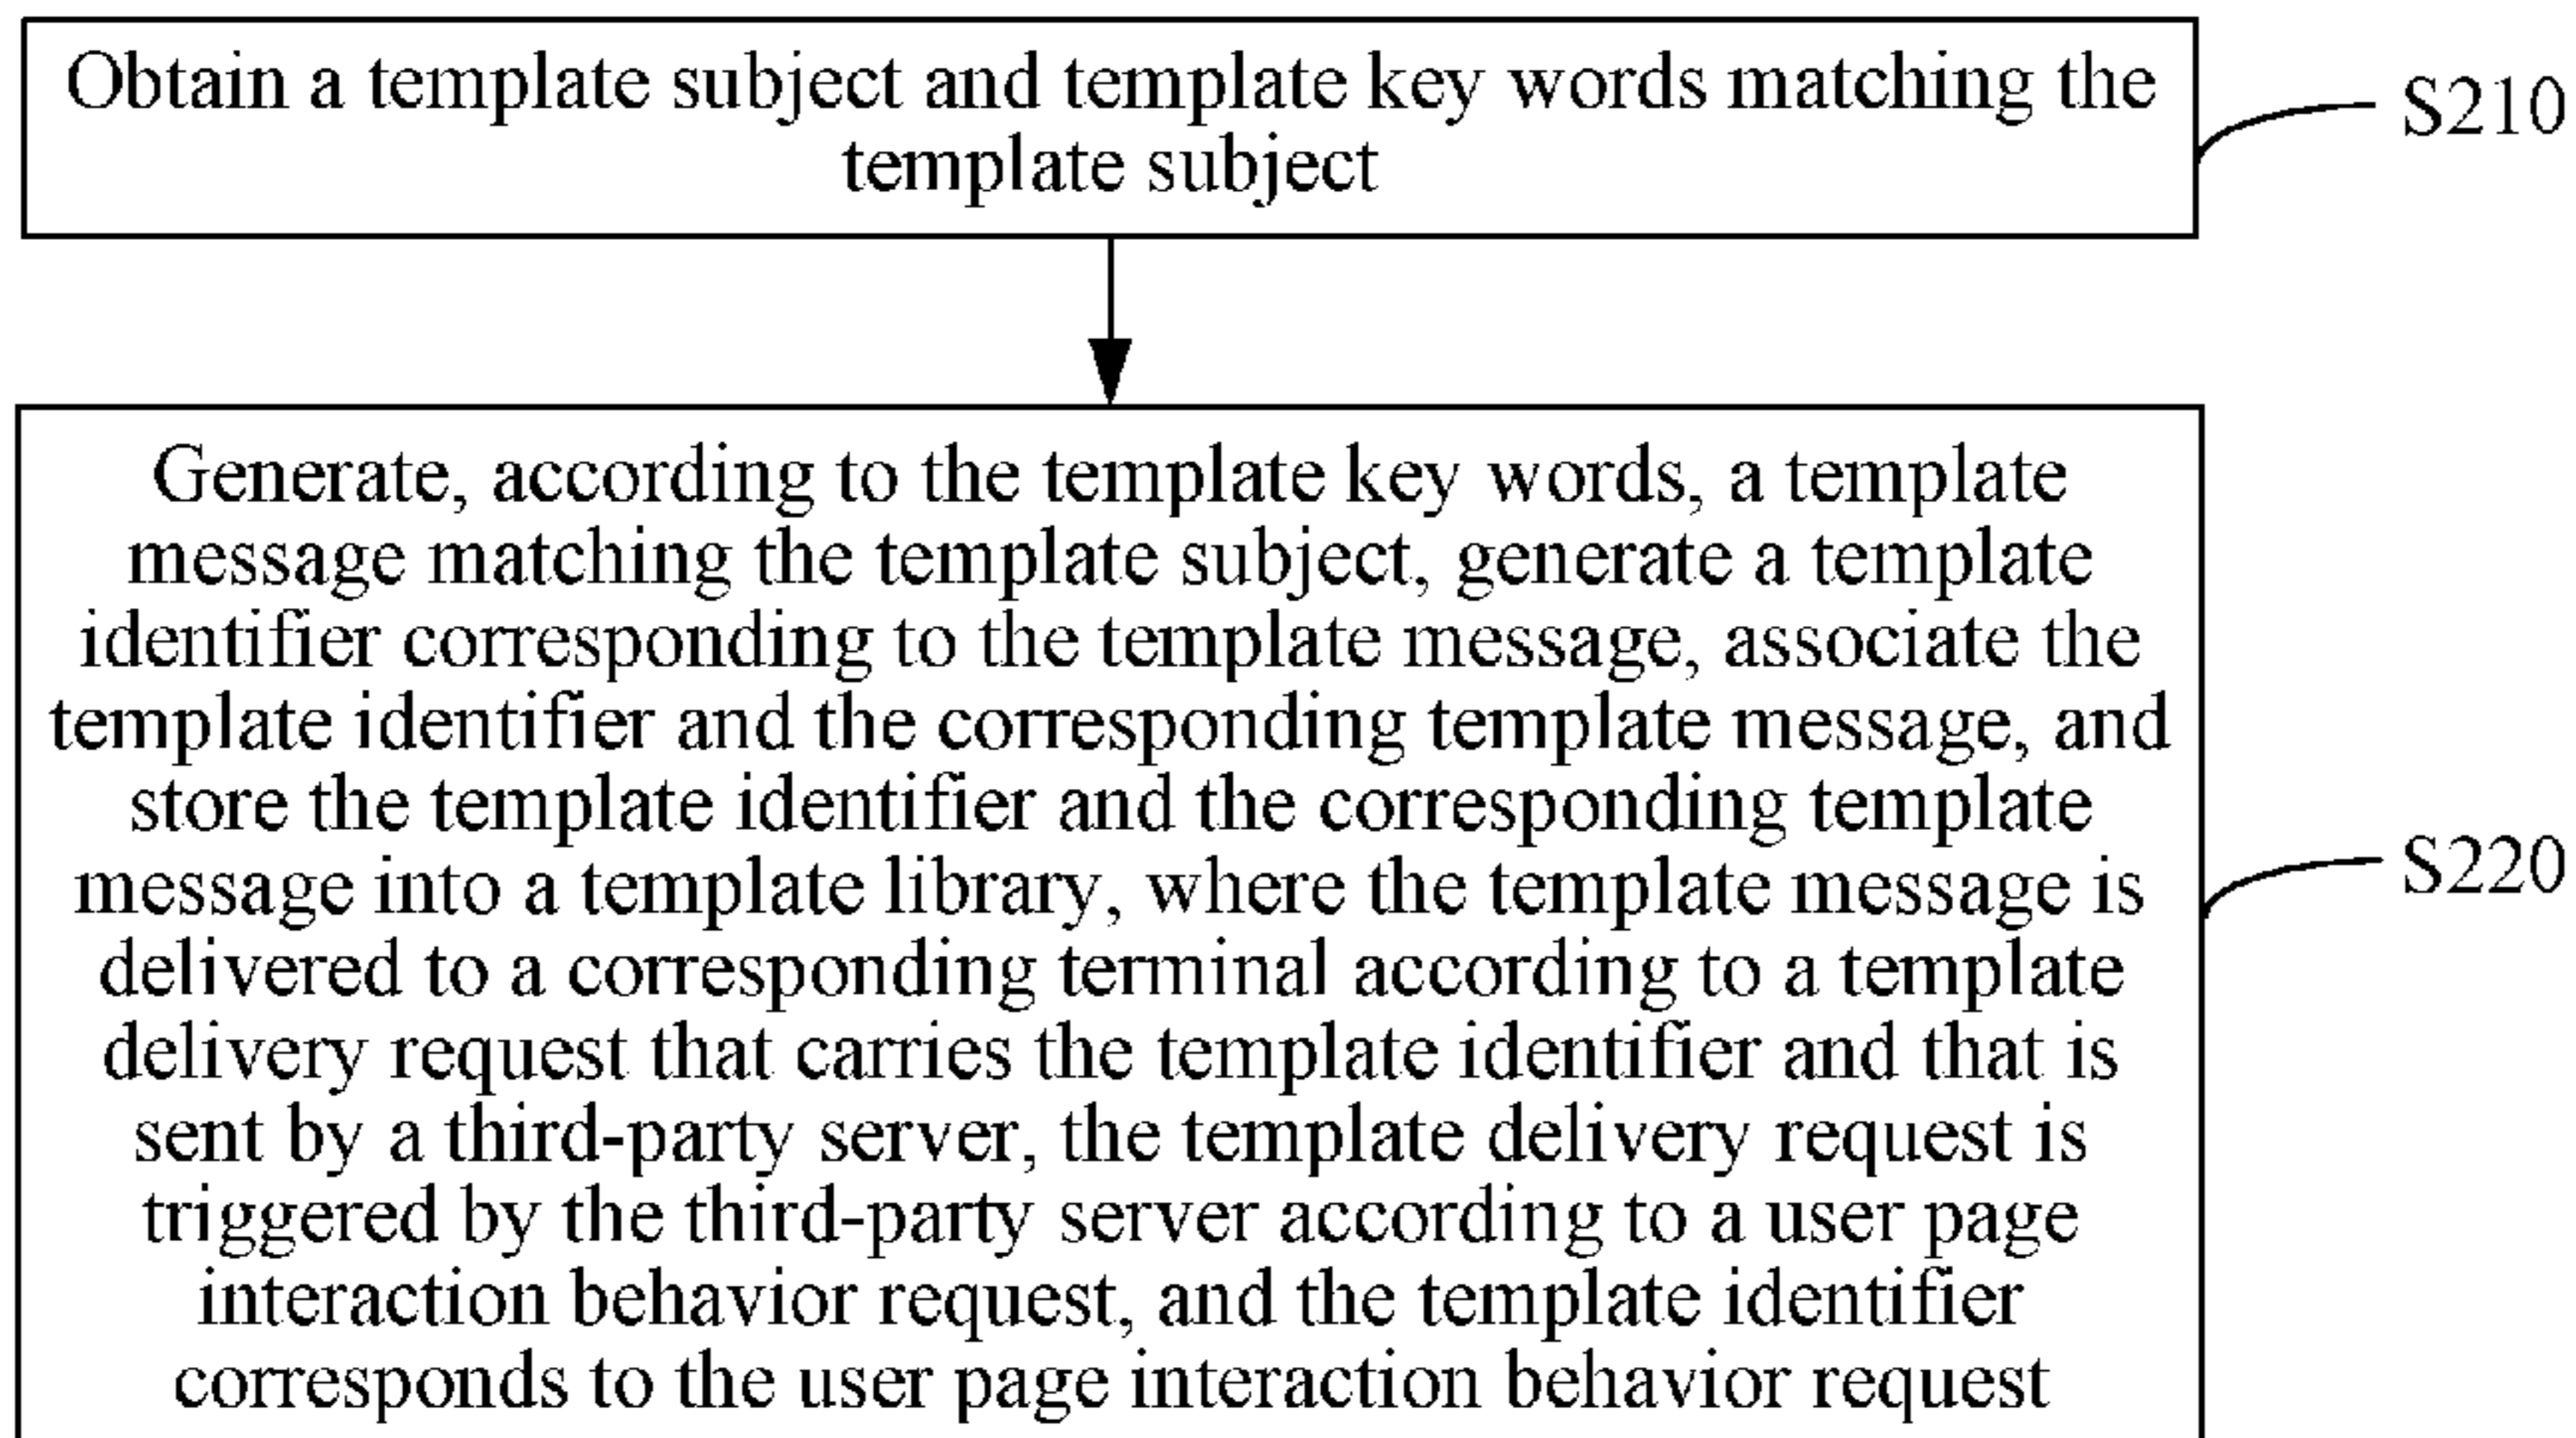 Obtain a template subject and template key words matching the
template subject
S210
Generate, according to the template key words, a template
message matching the template subject, generate a template
identifier corresponding to the template message, associate the
template identifier and the corresponding template message, and
store the template identifier and the corresponding template
message into a template library, where the template message is
delivered to a corresponding terminal according to a template
delivery request that carries the template identifier and that is
sent by a third-party server, the template delivery request is
triggered by the third-party server according to a user page
interaction behavior request, and the template identifier
corresponds to the user page interaction behavior request
S220